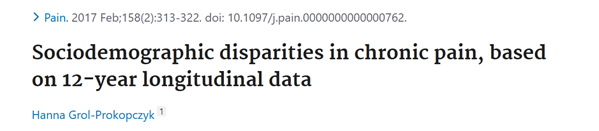 > Pain. 2017 Feb;158(2):313-322. doi: 10.1097/j.pain.0000000000000762.
Sociodemographic disparities in chronic pain, based
on 12-year longitudinal data
Hanna Grol-Prokopczyk 1